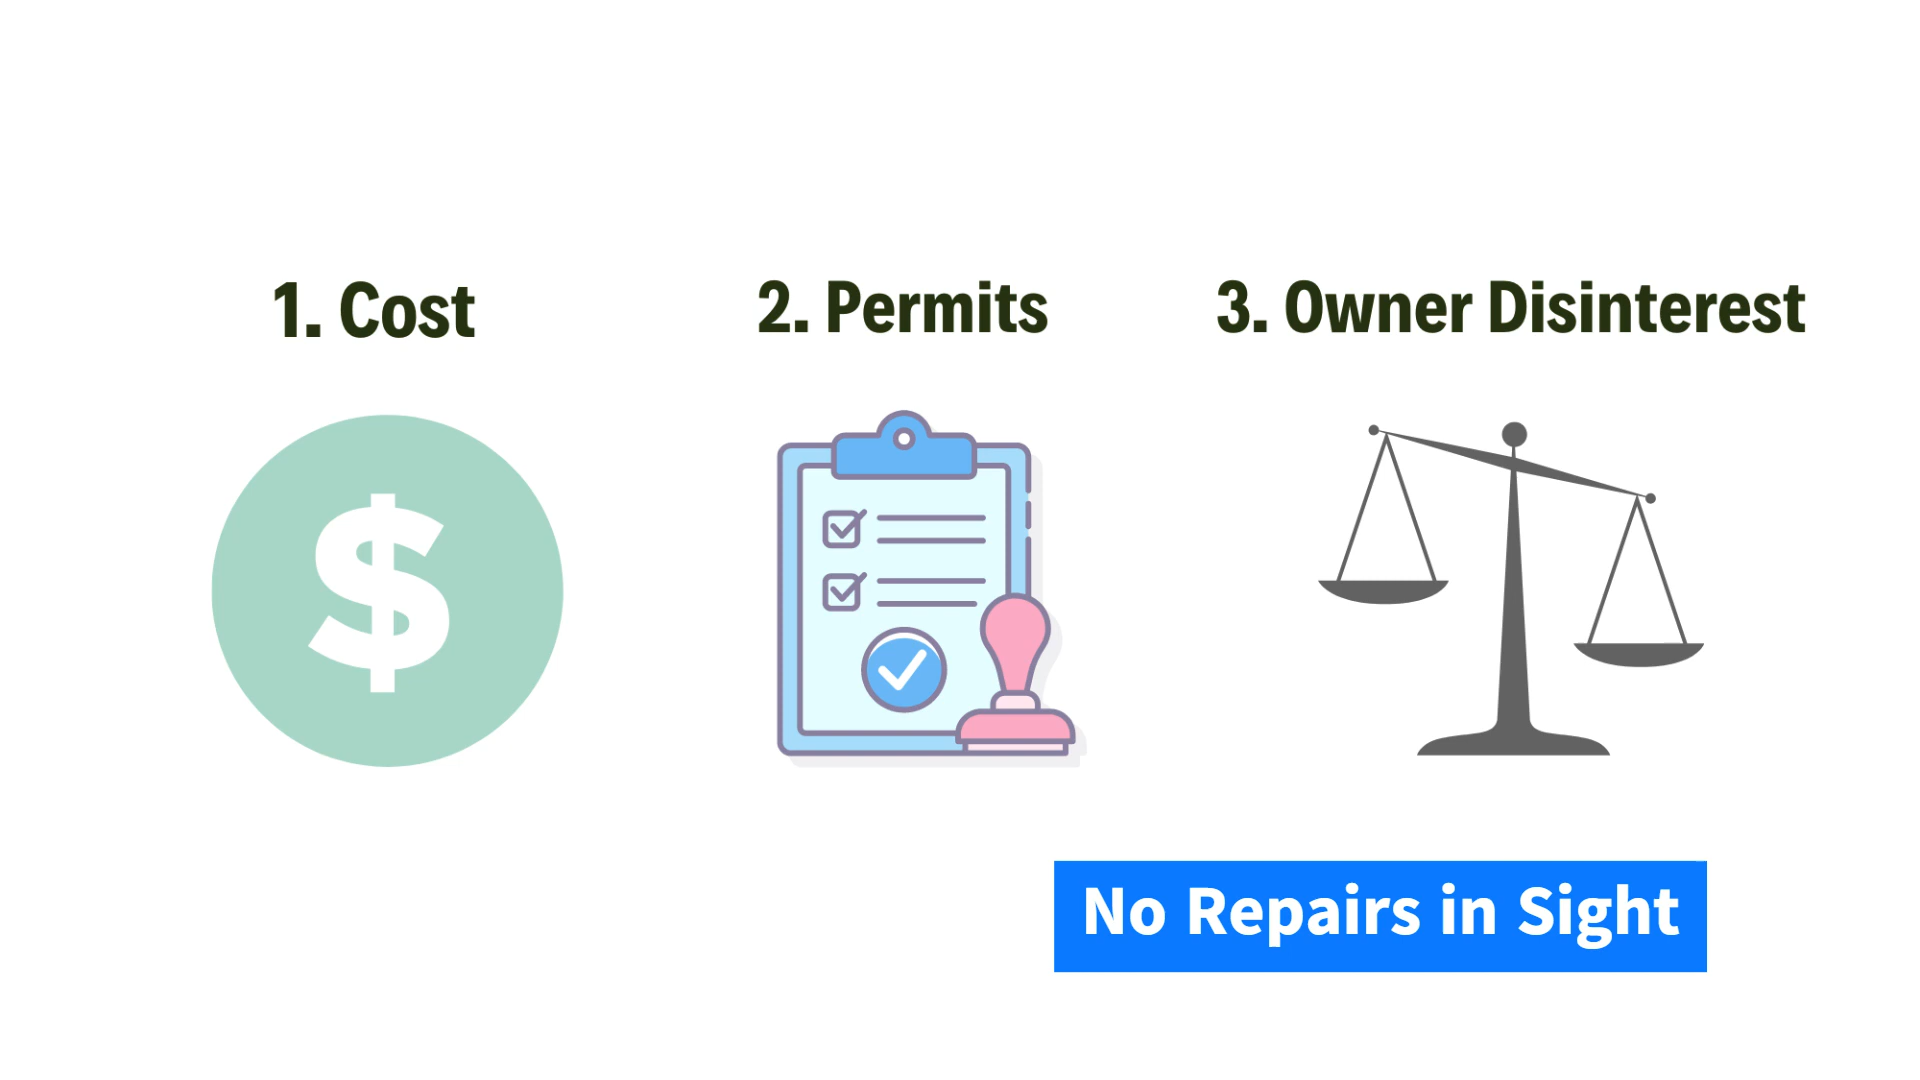 1. Cost
2. Permits
3. Owner Disinterest
$
No Repairs in Sight